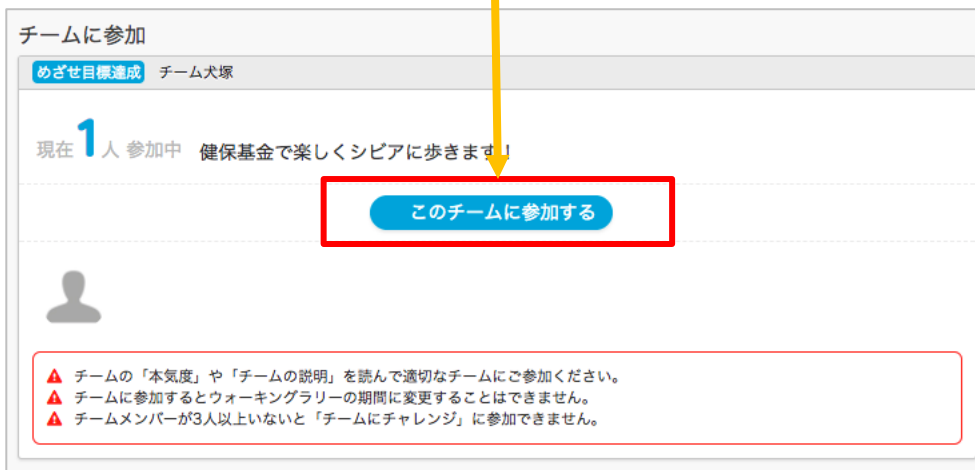 チームに参加
めざせ目標達成 チーム犬塚
現在1人 参加中 健保基金で楽しくシビアに歩きます！
このチームに参加する
チームの「本気度」や「チームの説明」を読んで適切なチームにご参加ください。
チームに参加するとウォーキングラリーの期間に変更することはできません。
チームメンバーが3人以上いないと「チームにチャレンジ」に参加できません。